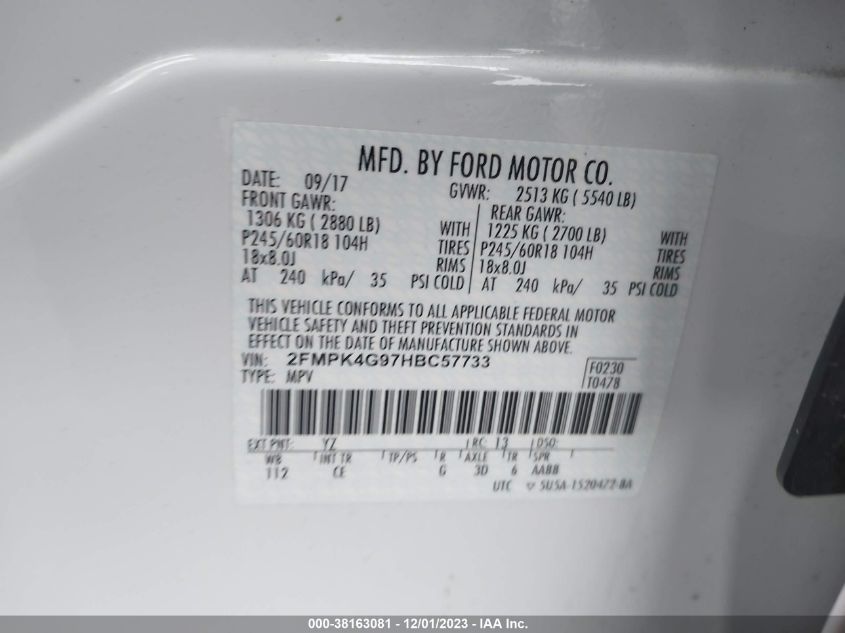 MFD. BY FORD MOTOR CO.
DATE: 09/17 GVWR: 2513 KG ( 5540 LB)
FRONT GAWR: REAR GAWR:
1306 KG ( 2880 LB) WITH 1225 KG ( 2700 LB) WITH
P245/60R18 104H TIRES P245/60R18 104H TIRES
18x8.0J RIMS 18x8.0J RIMS
AT 240 kPa/ 35 PSI COLD AT 240 kPa/ 35 PSI COLD
THIS VEHICLE CONFORMS TO ALL APPLICABLE FEDERAL MOTOR
VEHICLE SAFETY AND THEFT PREVENTION STANDARDS IN
EFFECT ON THE DATE OF MANUFACTURE SHOWN ABOVE.
VIN: 2FMPK4G97HBC57733 F0230
TYPE: MPV T0478
EXT PNT: YZ RC: 13 DSO:
WB INT TR TP/PS R AXLE TR SPR
112 CE G 3D 6 AABB
UTC ▽ 5U5A-1520472-BA
000-38163081 - 12/01/2023 - IAA Inc.